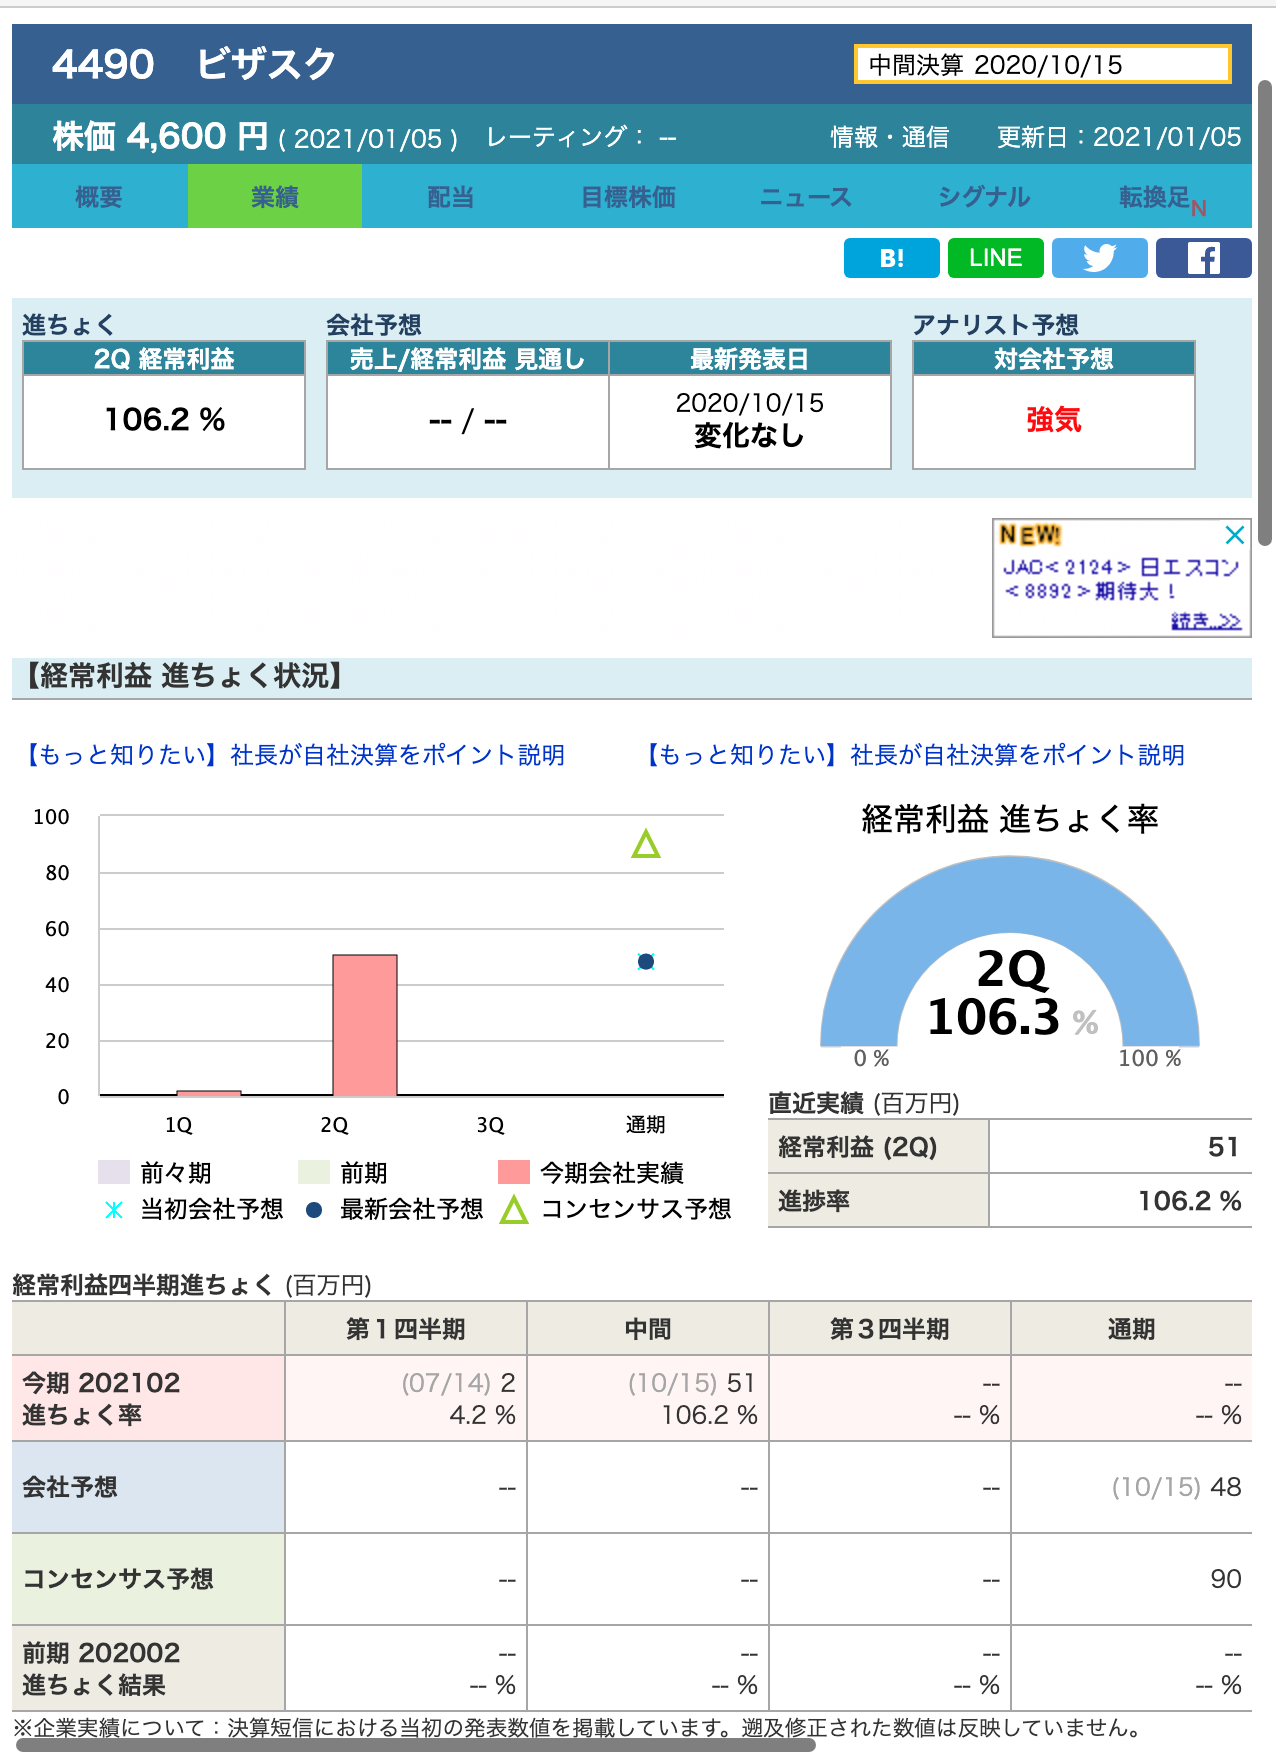 4490 ビザスク
中間決算 2020/10/15
株価 4,600 円 ( 2021/01/05 ) レーティング： -- 情報・通信 更新日：2021/01/05
概要 業績 配当 目標株価 ニュース シグナル 転換足N
B! LINE
進ちょく 会社予想 アナリスト予想
2Q 経常利益 売上/経常利益 見通し 最新発表日 対会社予想
106.2 % -- / -- 2020/10/15 強気
変化なし
NEW!
JAC<2124> 日エスコン
<8892>期待大！
続き..>>
【経常利益 進ちょく状況】
【もっと知りたい】社長が自社決算をポイント説明 【もっと知りたい】社長が自社決算をポイント説明
100
80
60
40
20
0
1Q 2Q 3Q 通期
前々期 前期 今期会社実績
当初会社予想 最新会社予想 コンセンサス予想
経常利益 進ちょく率
2Q
106.3 %
0 % 100 %
直近実績 (百万円)
経常利益 (2Q) 51
進捗率 106.2 %
経常利益四半期進ちょく (百万円)
第１四半期 中間 第３四半期 通期
今期 202102 (07/14) 2 (10/15) 51 -- --
進ちょく率 4.2 % 106.2 % -- % -- %
会社予想 -- -- -- (10/15) 48
コンセンサス予想 -- -- -- 90
前期 202002 -- -- -- --
進ちょく結果 -- % -- % -- % -- %
※企業実績について：決算短信における当初の発表数値を掲載しています。遡及修正された数値は反映していません。